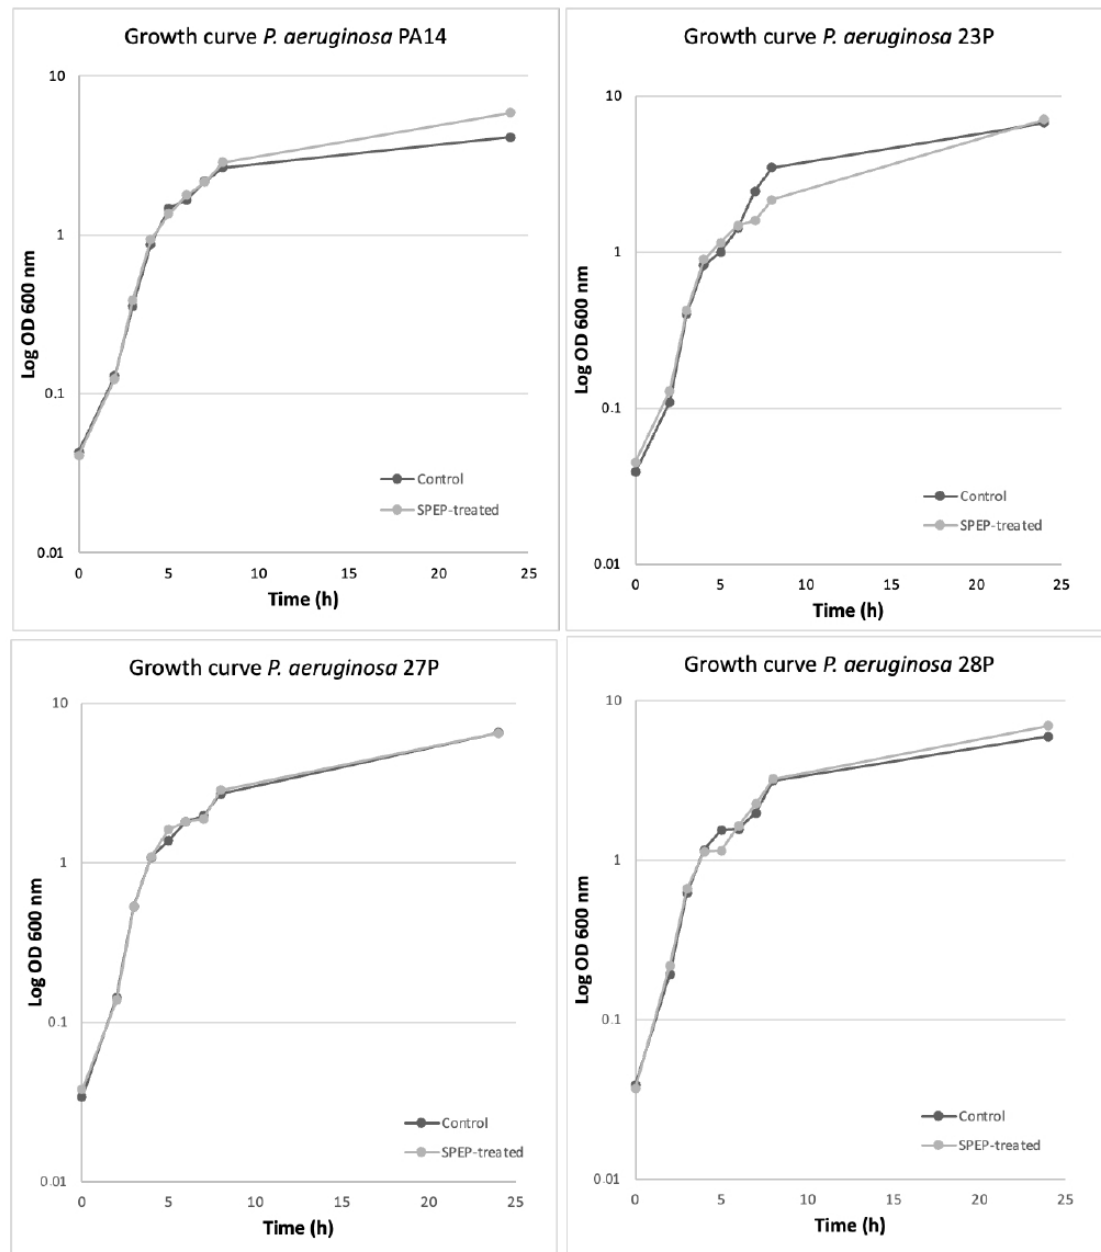 Growth curve P. aeruginosa PA14
10
1
0.1
0.01
Log OD 600 nm
0 5 10 15 20 25
Time (h)
Control
SPEP-treated
Growth curve P. aeruginosa 23P
10
1
0.1
0.01
Log OD 600 nm
0 5 10 15 20 25
Time (h)
Control
SPEP-treated
Growth curve P. aeruginosa 27P
10
1
0.1
0.01
Log OD 600 nm
0 5 10 15 20 25
Time (h)
Control
SPEP-treated
Growth curve P. aeruginosa 28P
10
1
0.1
0.01
Log OD 600 nm
0 5 10 15 20 25
Time (h)
Control
SPEP-treated